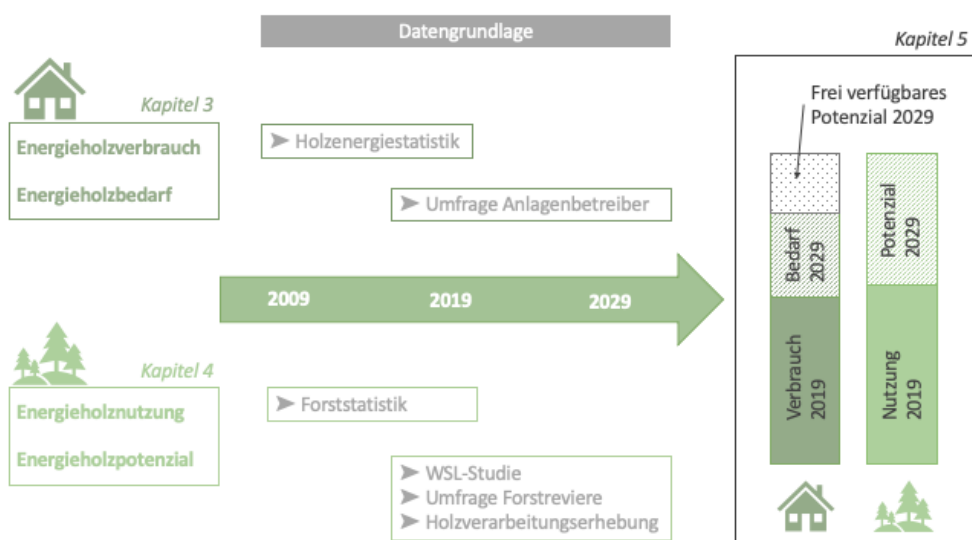 Datengrundlage
Kapitel 3
Energieholzverbrauch
Energieholzbedarf
➤ Holzenergiestatistik
➤ Umfrage Anlagenbetreiber
2009 2019 2029
Kapitel 4
Energieholznutzung
Energieholzpotenzial
➤ Forststatistik
➤ WSL-Studie
➤ Umfrage Forstreviere
➤ Holzverarbeitungserhebung
Kapitel 5
Frei verfügbares
Potenzial 2029
Bedarf
2029
Verbrauch
2019
Potenzial
2029
Nutzung
2019